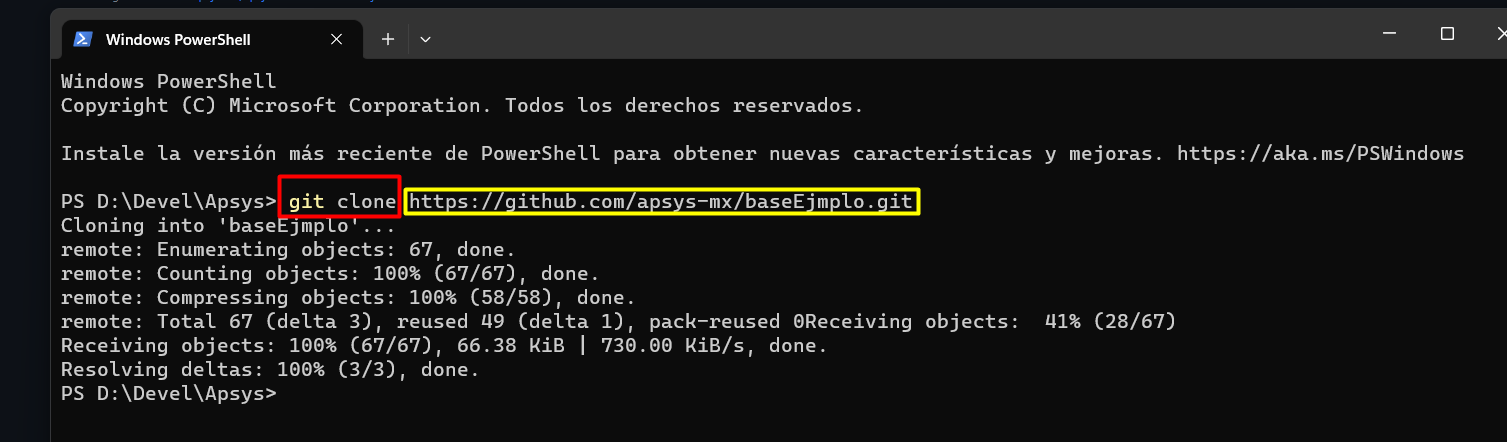 Windows PowerShell
Windows PowerShell
Copyright (C) Microsoft Corporation. Todos los derechos reservados.
Instale la versión más reciente de PowerShell para obtener nuevas características y mejoras. https://aka.ms/PSWindows
PS D:\Devel\Apsys> git clone https://github.com/apsys-mx/baseEjmplo.git
Cloning into 'baseEjmplo'...
remote: Enumerating objects: 67, done.
remote: Counting objects: 100% (67/67), done.
remote: Compressing objects: 100% (58/58), done.
remote: Total 67 (delta 3), reused 49 (delta 1), pack-reused 0Receiving objects:  41% (28/67)
Receiving objects: 100% (67/67), 66.38 KiB | 730.00 KiB/s, done.
Resolving deltas: 100% (3/3), done.
PS D:\Devel\Apsys>